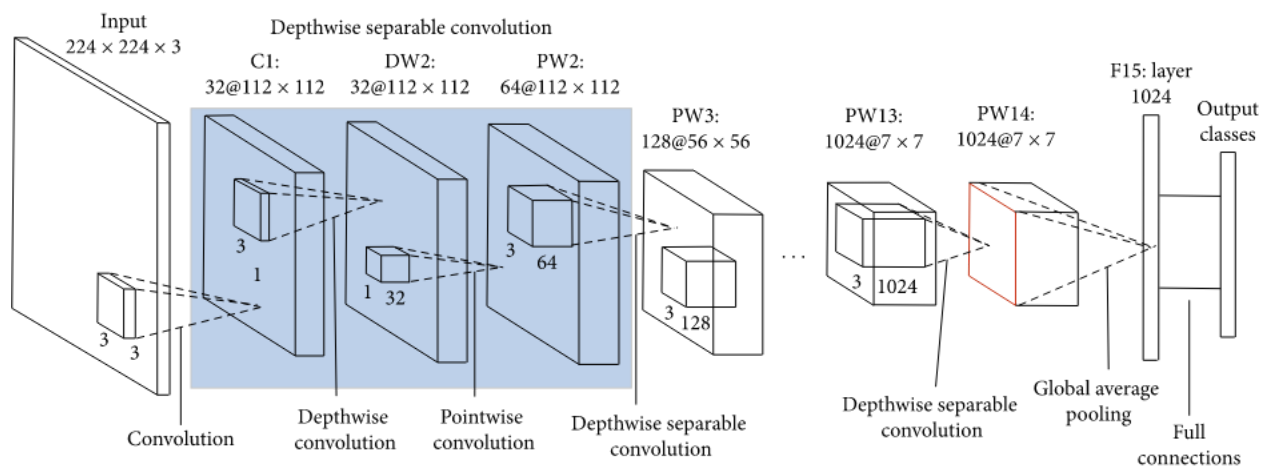 Input
224 × 224 × 3
Depthwise separable convolution
C1:
32@112 × 112
DW2:
32@112 × 112
PW2:
64@112 × 112
PW3:
128@56 × 56
PW13:
1024@7 × 7
PW14:
1024@7 × 7
F15: layer
1024
Output
classes
3
3
3
1
1
32
3
64
3
128
...
3
1024
Convolution
Depthwise
convolution
Pointwise
convolution
Depthwise separable
convolution
Depthwise separable
convolution
Global average
pooling
Full
connections